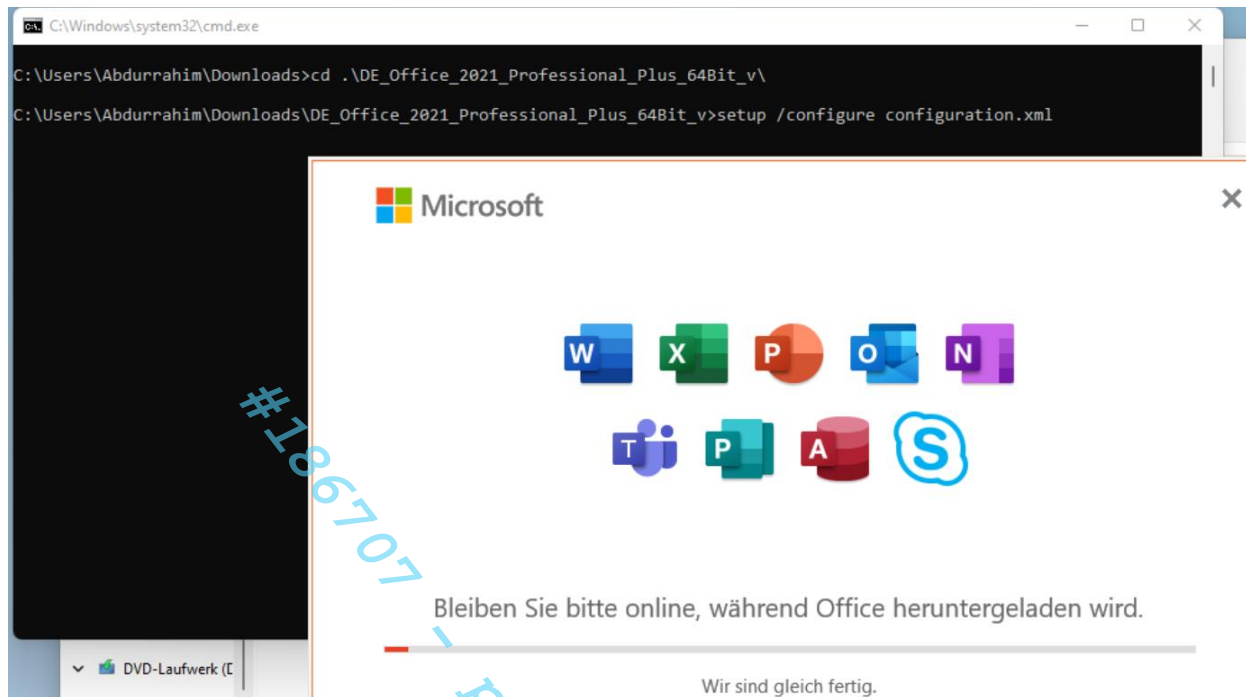 C:\Windows\system32\cmd.exe
C:\Users\Abdurrahim\Downloads>cd .\DE_Office_2021_Professional_Plus_64Bit_v\
C:\Users\Abdurrahim\Downloads\DE_Office_2021_Professional_Plus_64Bit_v>setup /configure configuration.xml
Microsoft
W X P O N
T P A S
#186707 -
Bleiben Sie bitte online, während Office heruntergeladen wird.
Wir sind gleich fertig.
DVD-Laufwerk